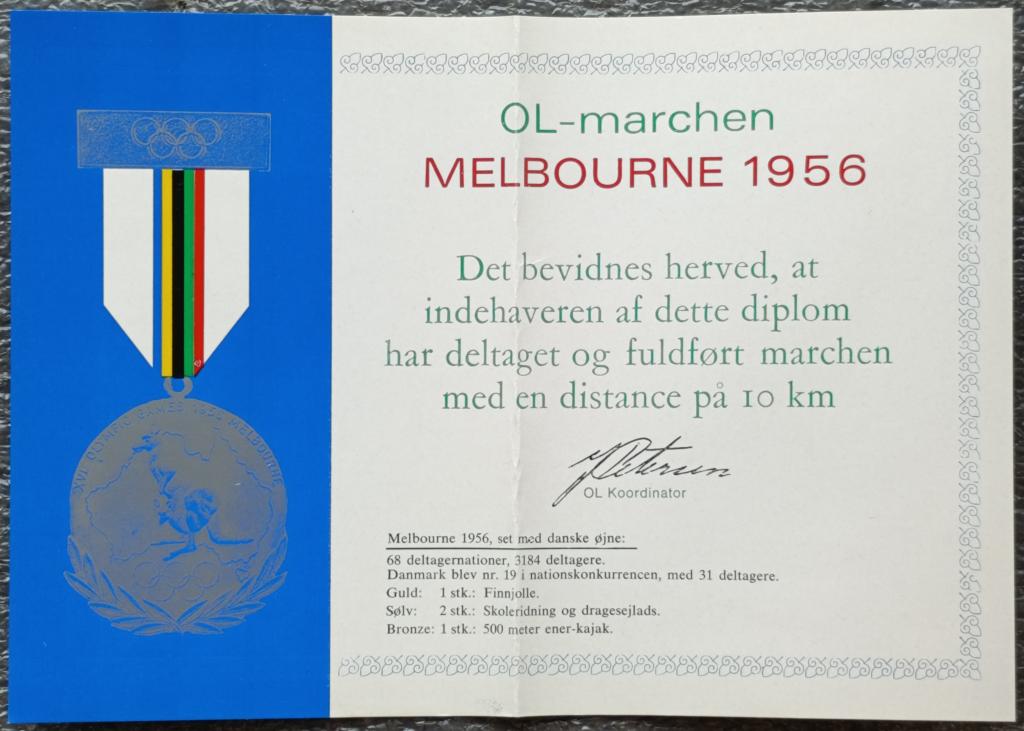 XVI OLYMPIC GAMES 1956 MELBOURNE
OL-marchen
MELBOURNE 1956
Det bevidnes herved, at
indehaveren af dette diplom
har deltaget og fuldført marchen
med en distance på 10 km
Petersen
OL Koordinator
Melbourne 1956, set med danske øjne:
68 deltagernationer, 3184 deltagere.
Danmark blev nr. 19 i nationskonkurrencen, med 31 deltagere.
Guld: 1 stk.: Finnjolle.
Sølv: 2 stk.: Skoleridning og dragesejlads.
Bronze: 1 stk.: 500 meter ener-kajak.